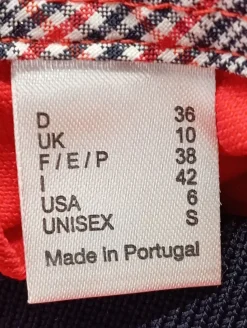 D 36
UK 10
F / E / P 38
I 42
USA 6
UNISEX S
Made in Portugal